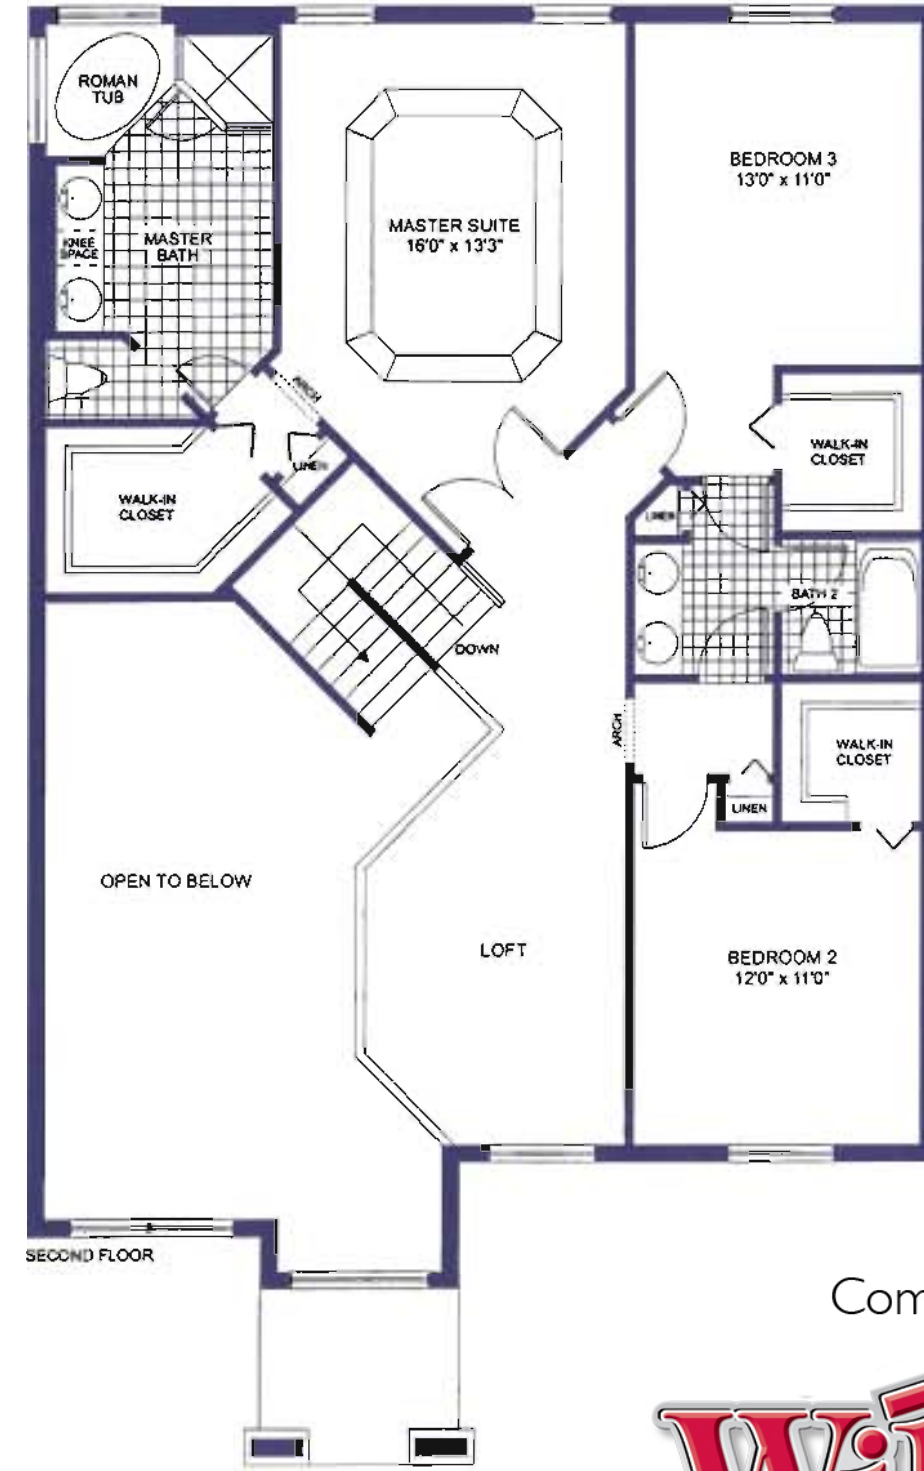 ROMAN
TUB
BEDROOM 3
13'0" x 11'0"
MASTER SUITE
16'0" x 13'3"
KNEE
SPACE
MASTER
BATH
ARCH
LINEN
WALK-IN
CLOSET
WALK-IN
CLOSET
LINEN
BATH 2
DOWN
ARCH
WALK-IN
CLOSET
LINEN
OPEN TO BELOW
LOFT
BEDROOM 2
12'0" x 11'0"
SECOND FLOOR
Com
Wi